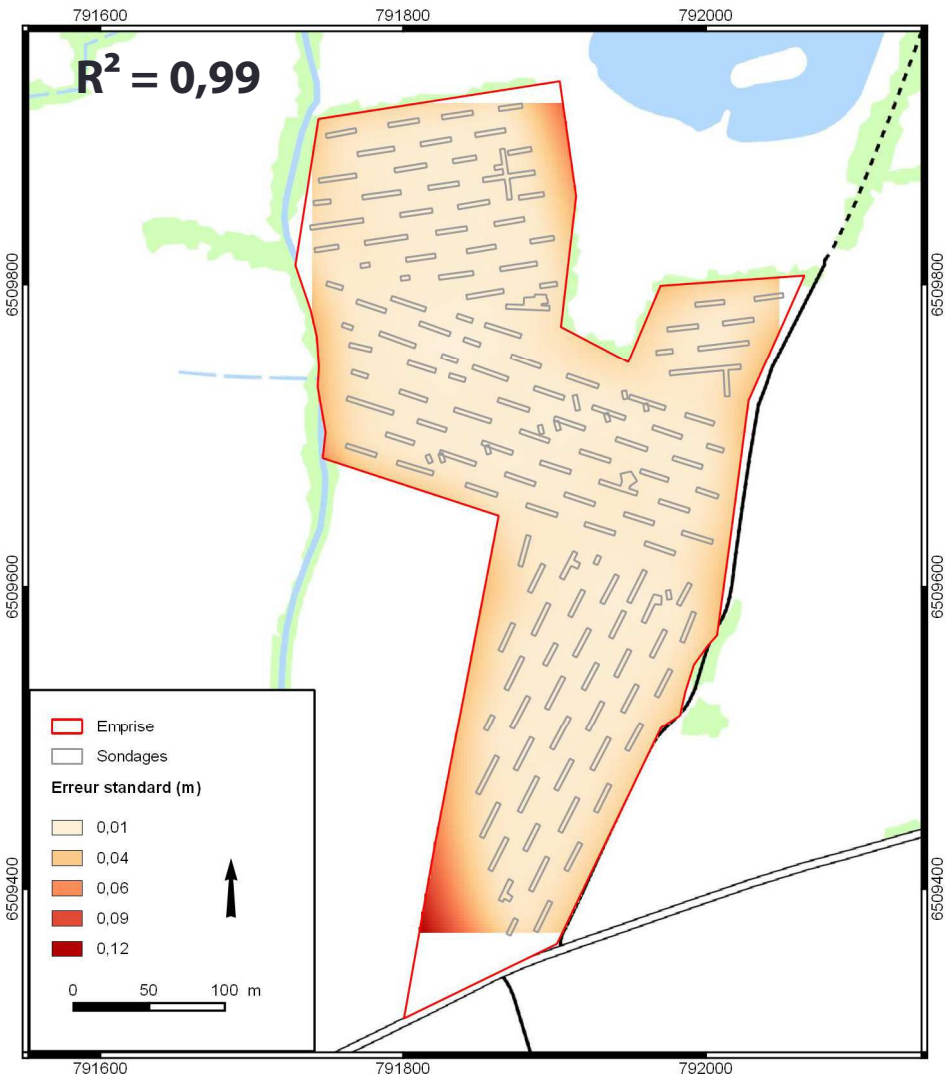 791600 791800 792000
R² = 0,99
6509800 6509800
6509600 6509600
Emprise
Sondages
Erreur standard (m)
0,01
0,04
0,06
0,09
0,12
6509400 6509400
0 50 100 m
791600 791800 792000